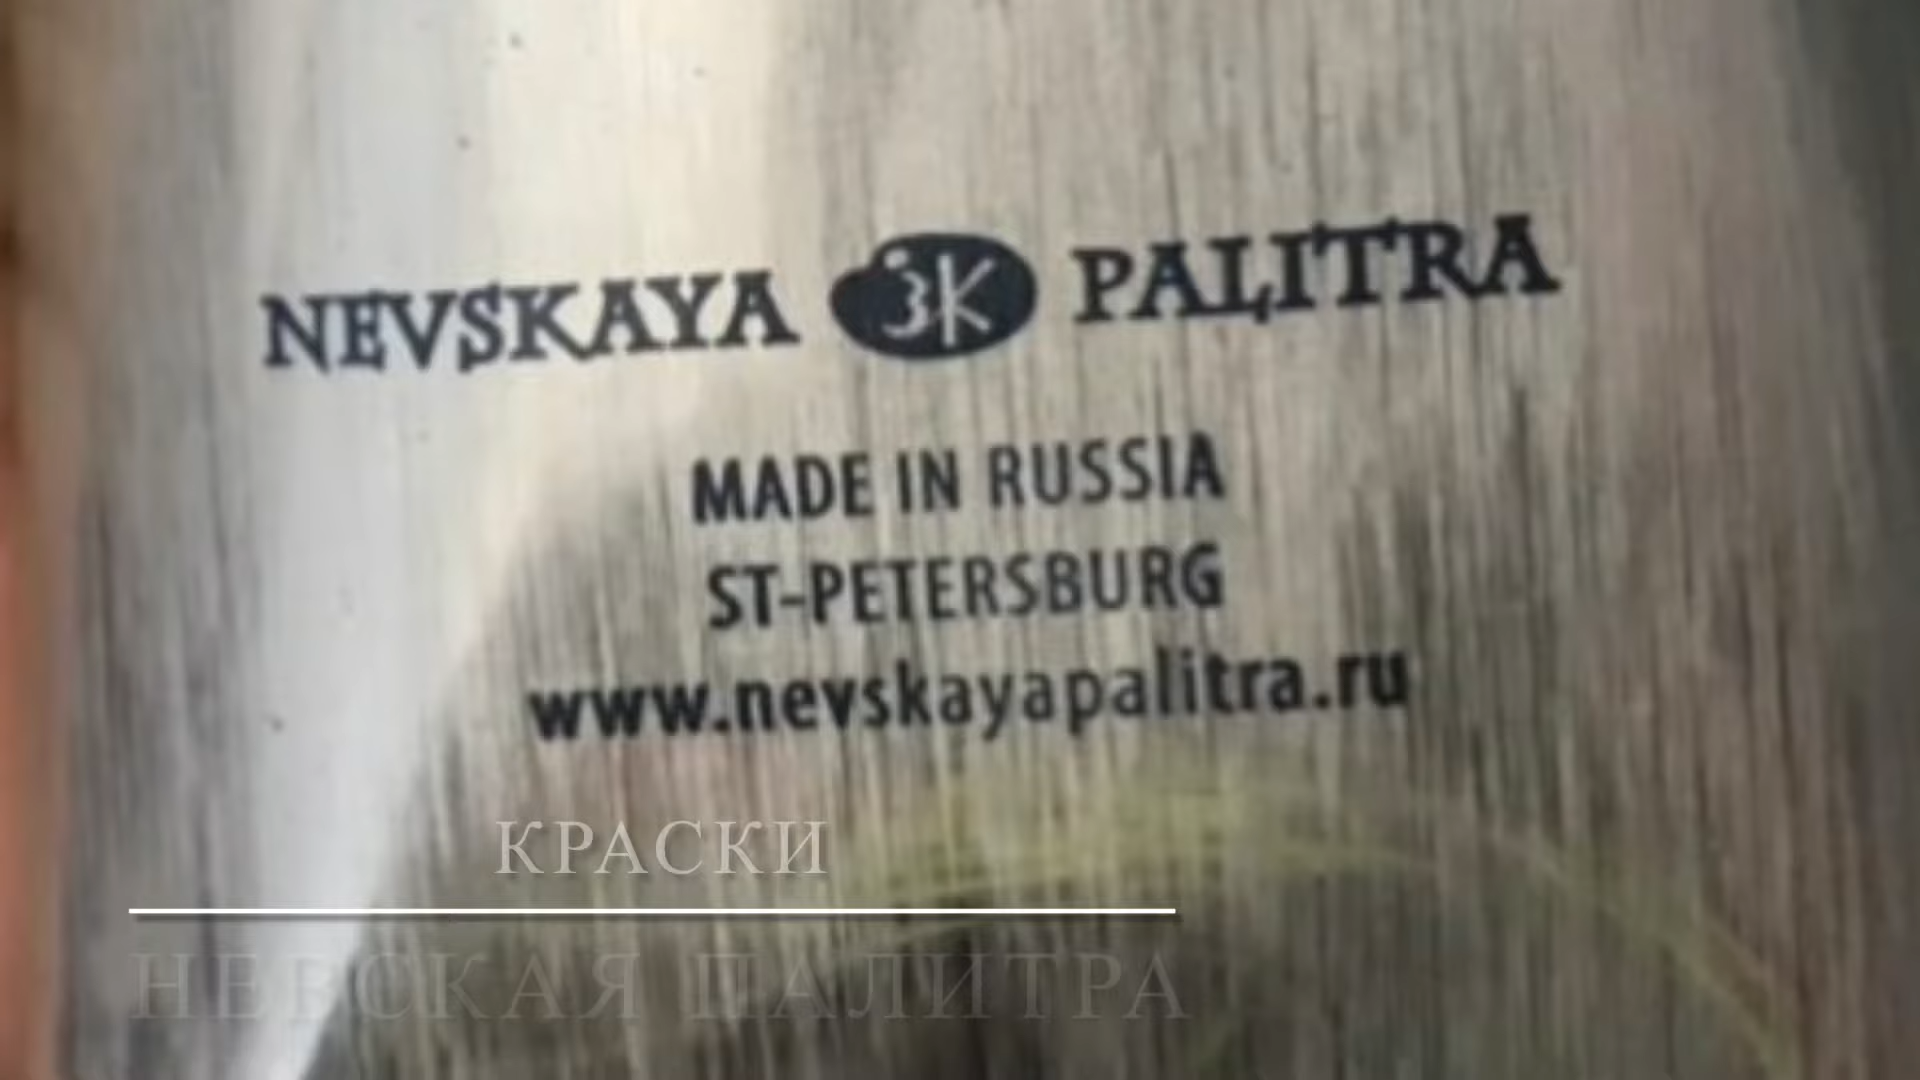 NEVSKAYA ЗК PALITRA
MADE IN RUSSIA
ST-PETERSBURG
www.nevskayapalitra.ru
КРАСКИ
НЕВСКАЯ ПАЛИТРА